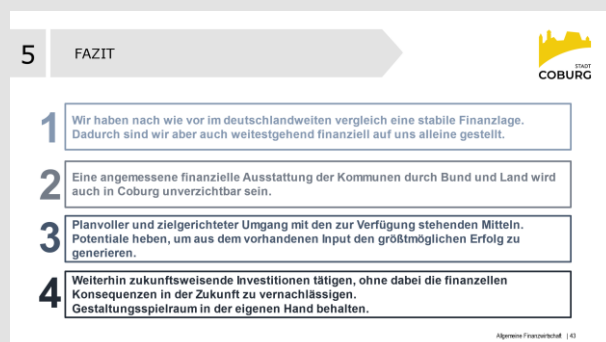 5 FAZIT
STADT
COBURG
1 Wir haben nach wie vor im deutschlandweiten vergleich eine stabile Finanzlage.
Dadurch sind wir aber auch weitestgehend finanziell auf uns alleine gestellt.
2 Eine angemessene finanzielle Ausstattung der Kommunen durch Bund und Land wird
auch in Coburg unverzichtbar sein.
3 Planvoller und zielgerichteter Umgang mit den zur Verfügung stehenden Mitteln.
Potentiale heben, um aus dem vorhandenen Input den größtmöglichen Erfolg zu
generieren.
4 Weiterhin zukunftsweisende Investitionen tätigen, ohne dabei die finanzellen
Konsequenzen in der Zukunft zu vernachlässigen.
Gestaltungsspielraum in der eigenen Hand behalten.
Allgemeine Finanzwirtschaft | 43